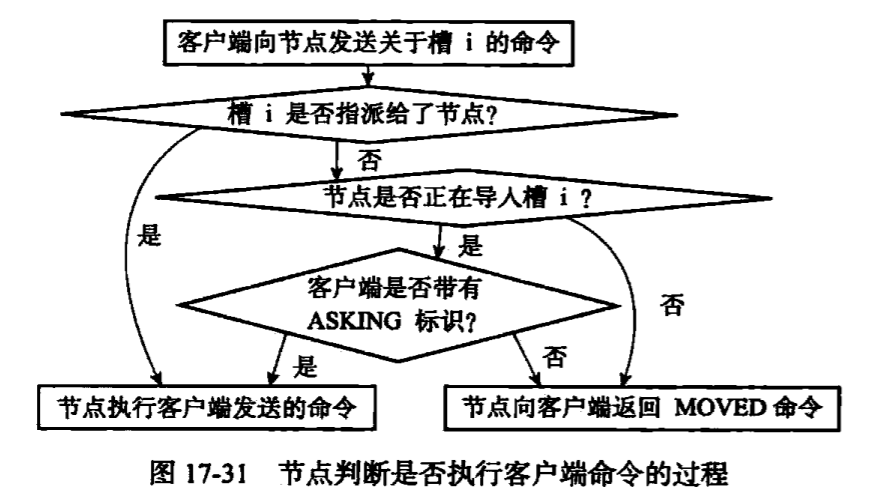 客户端向节点发送关于槽 i 的命令
槽 i 是否指派给了节点?
否
节点是否正在导人槽 i ?
是
是
客户端是否带有
ASKING 标识?
否
是
否
节点执行客户端发送的命令
节点向客户端返回 MOVED 命令
图 17-31 节点判断是否执行客户端命令的过程